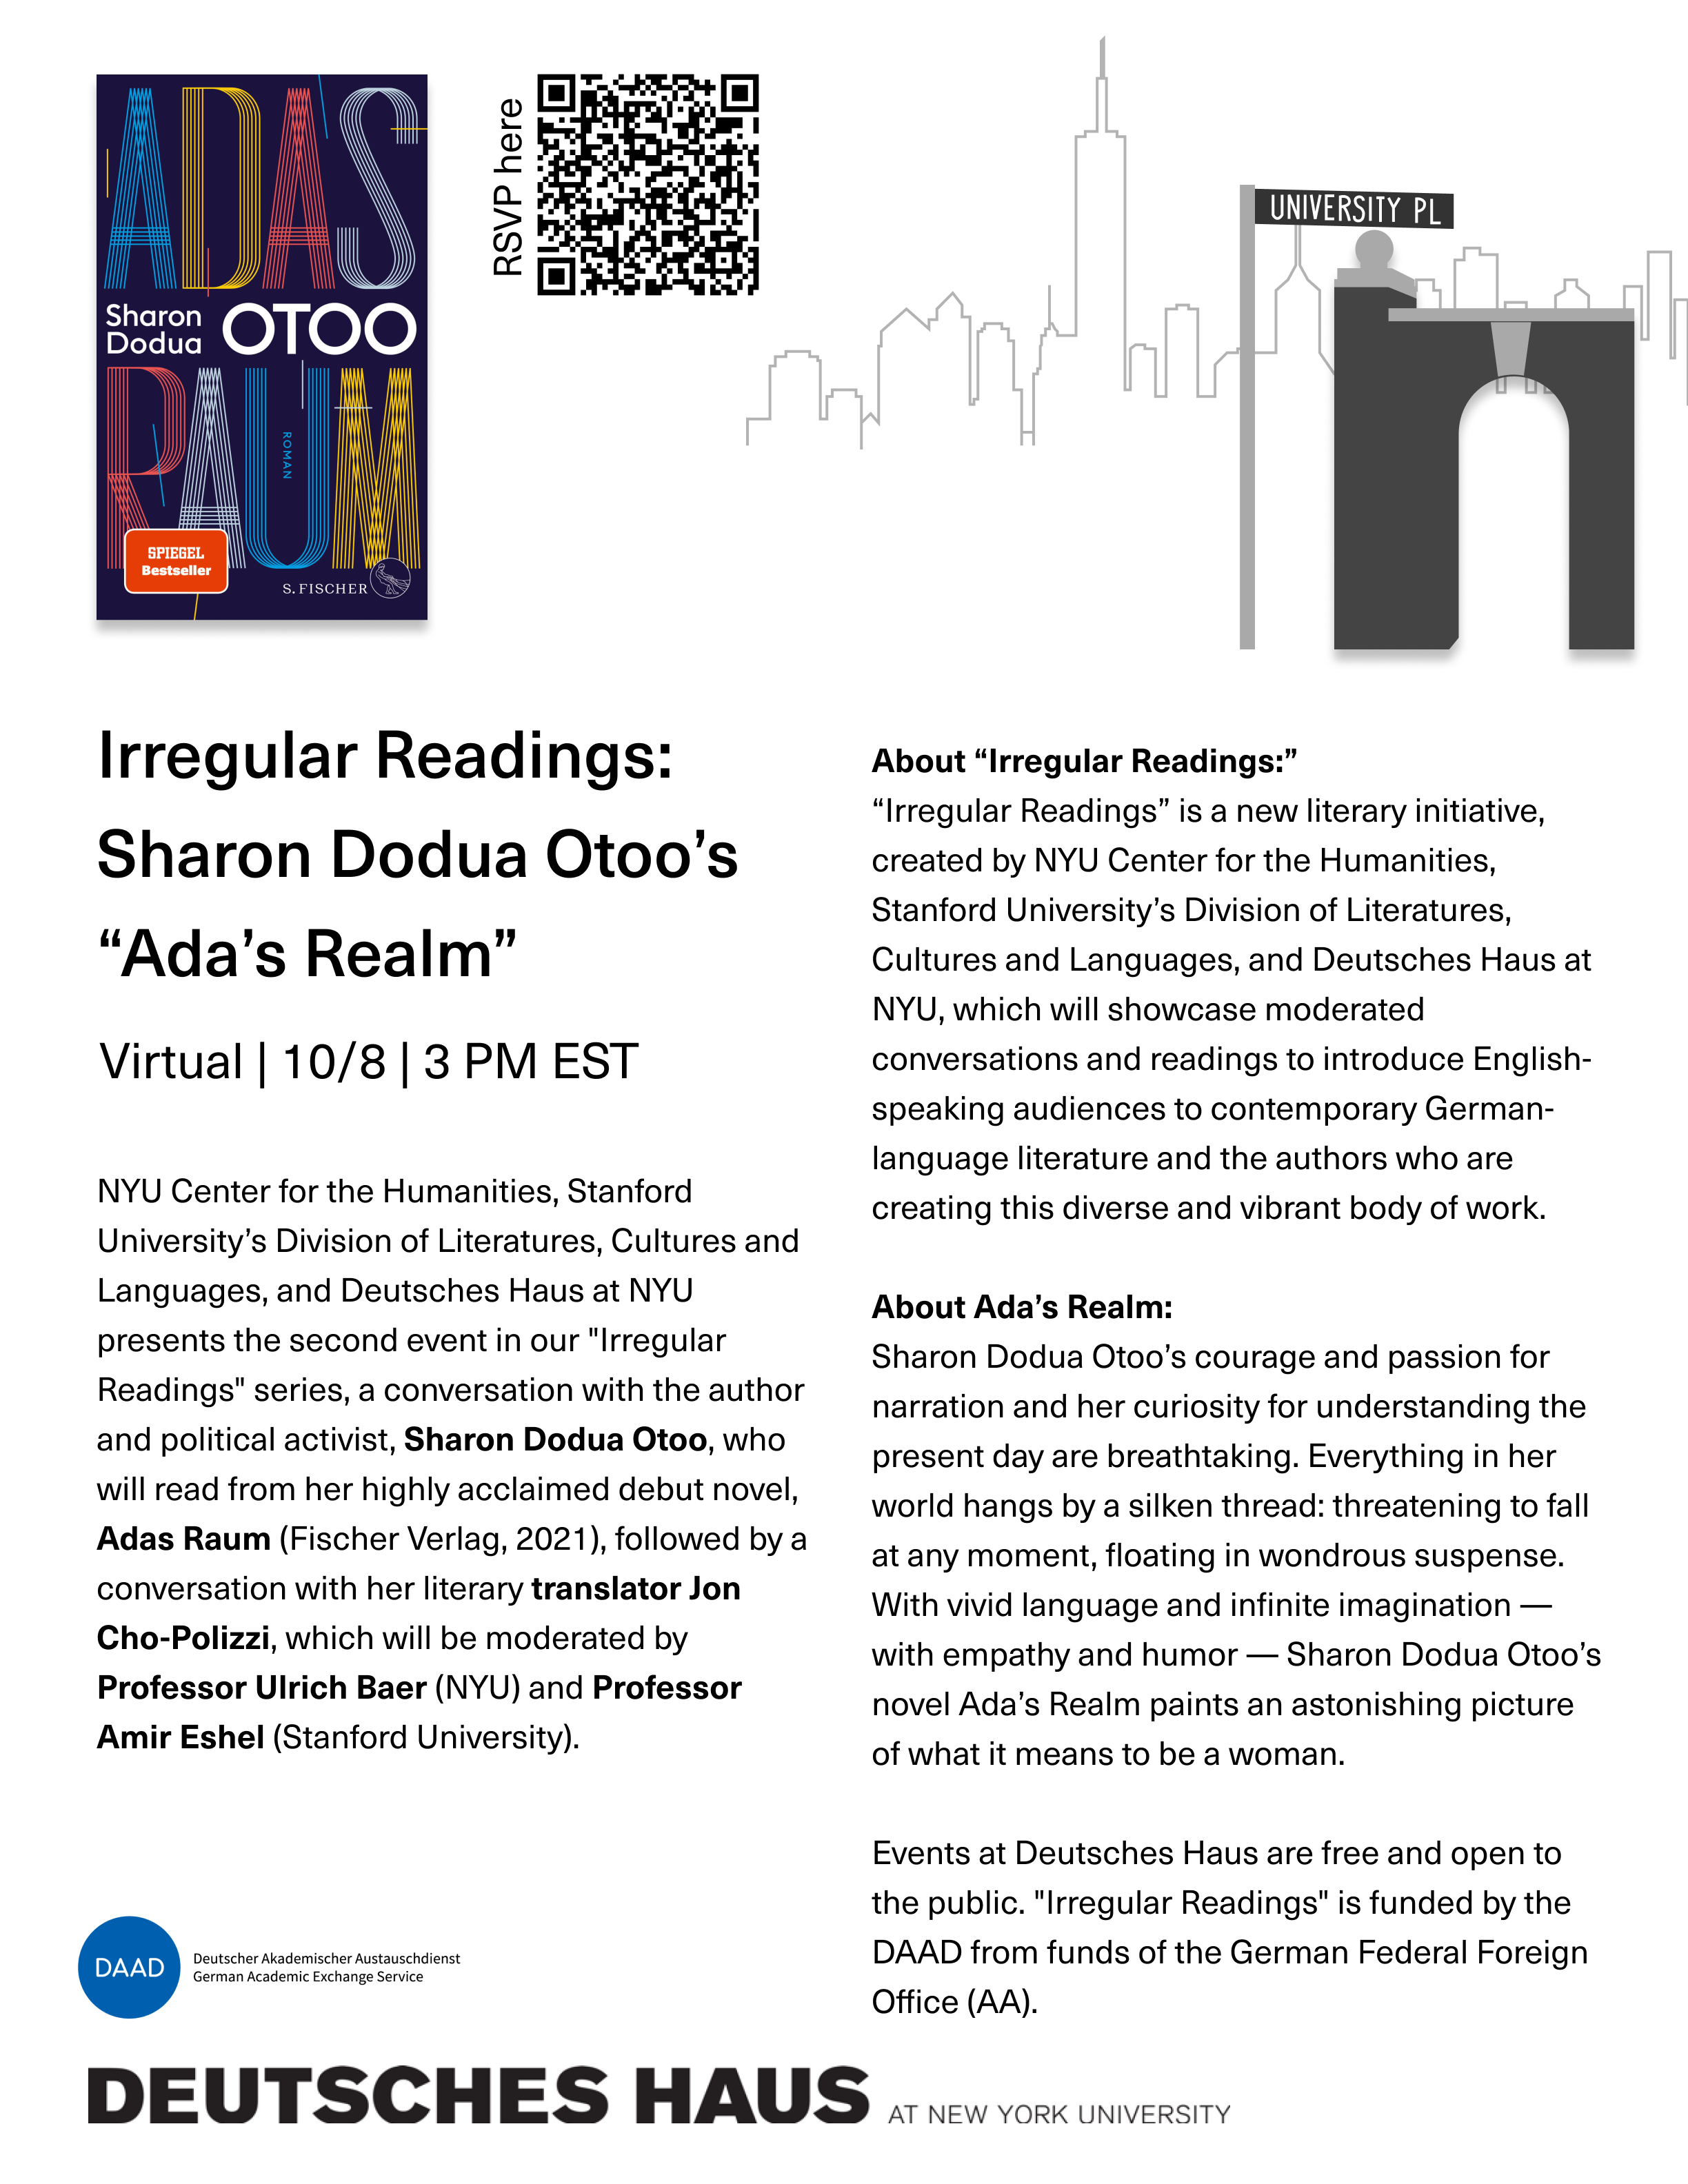 ADAS
Sharon
Dodua
OTOO
RAUM
ROMAN
SPIEGEL
Bestseller
S. FISCHER
RSVP here
UNIVERSITY PL
Irregular Readings:
Sharon Dodua Otoo’s
“Ada’s Realm”
Virtual | 10/8 | 3 PM EST
NYU Center for the Humanities, Stanford
University’s Division of Literatures, Cultures and
Languages, and Deutsches Haus at NYU
presents the second event in our "Irregular
Readings" series, a conversation with the author
and political activist, Sharon Dodua Otoo, who
will read from her highly acclaimed debut novel,
Adas Raum (Fischer Verlag, 2021), followed by a
conversation with her literary translator Jon
Cho-Polizzi, which will be moderated by
Professor Ulrich Baer (NYU) and Professor
Amir Eshel (Stanford University).
About “Irregular Readings:”
“Irregular Readings” is a new literary initiative,
created by NYU Center for the Humanities,
Stanford University’s Division of Literatures,
Cultures and Languages, and Deutsches Haus at
NYU, which will showcase moderated
conversations and readings to introduce English-
speaking audiences to contemporary German-
language literature and the authors who are
creating this diverse and vibrant body of work.
About Ada’s Realm:
Sharon Dodua Otoo’s courage and passion for
narration and her curiosity for understanding the
present day are breathtaking. Everything in her
world hangs by a silken thread: threatening to fall
at any moment, floating in wondrous suspense.
With vivid language and infinite imagination —
with empathy and humor — Sharon Dodua Otoo’s
novel Ada’s Realm paints an astonishing picture
of what it means to be a woman.
Events at Deutsches Haus are free and open to
the public. "Irregular Readings" is funded by the
DAAD from funds of the German Federal Foreign
Office (AA).
DAAD
Deutscher Akademischer Austauschdienst
German Academic Exchange Service
DEUTSCHES HAUS AT NEW YORK UNIVERSITY